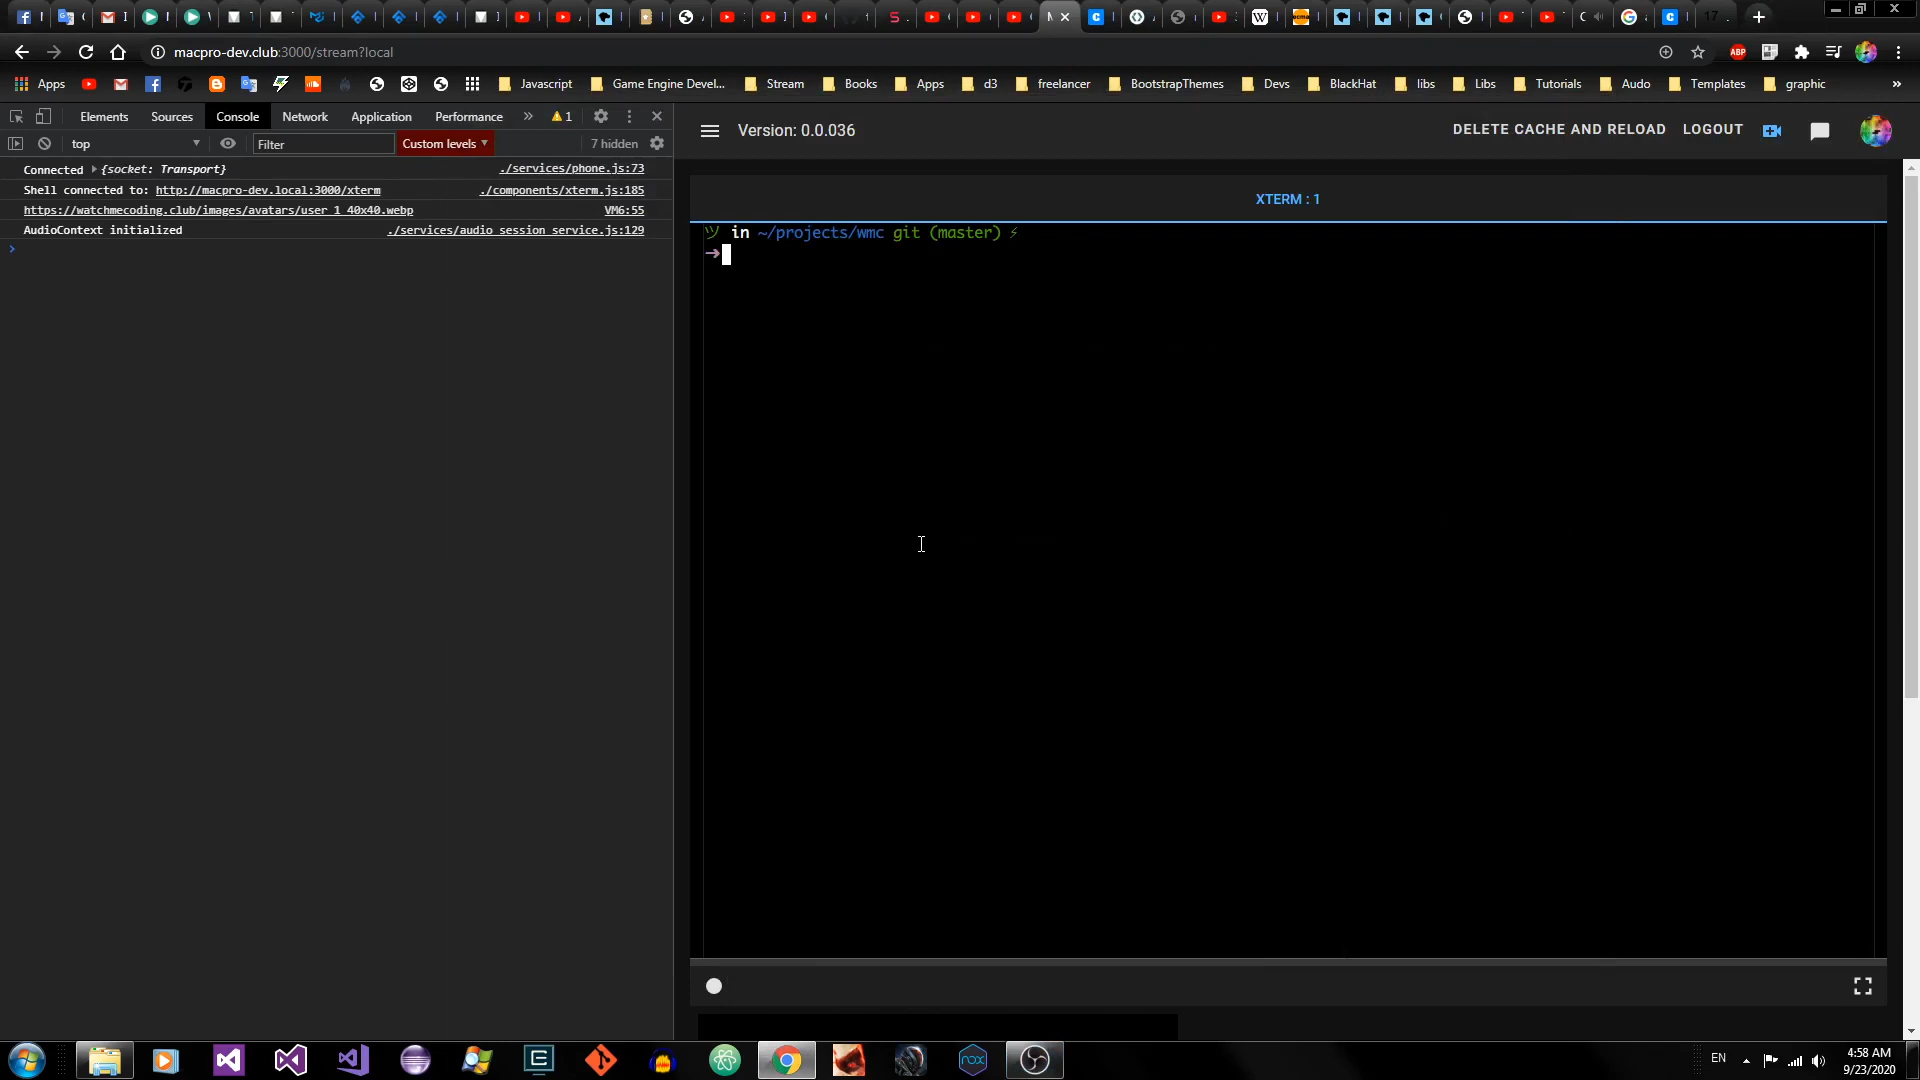 macpro-dev.club:3000/stream?local
Apps
Javascript
Game Engine Devel...
Stream
Books
Apps
d3
freelancer
BootstrapThemes
Devs
BlackHat
libs
Libs
Tutorials
Audo
Templates
graphic
»
Elements Sources Console Network Application Performance » 1
top Filter Custom levels 7 hidden
Connected {socket: Transport} ./services/phone.js:73
Shell connected to: http://macpro-dev.local:3000/xterm ./components/xterm.js:185
https://watchmecoding.club/images/avatars/user_1_40x40.webp VM6:55
AudioContext initialized ./services/audio_session_service.js:129
>
Version: 0.0.036
DELETE CACHE AND RELOAD LOGOUT
XTERM : 1
ツ in ~/projects/wmc git (master) ⚡
➜
EN
4:58 AM
9/23/2020